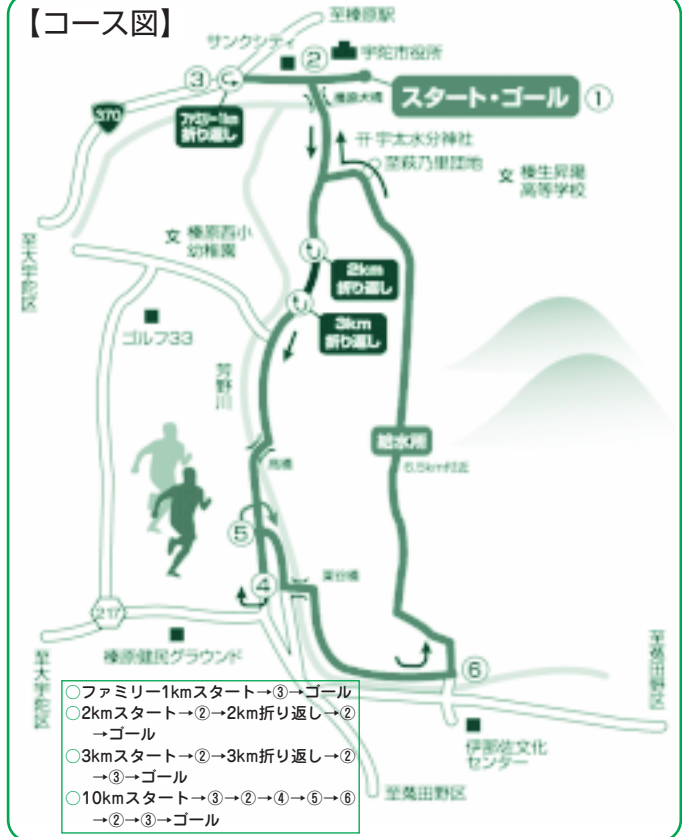 【コース図】
至榛原駅
サンクシティ
②
宇陀市役所
③
スタート・ゴール
①
榛原大橋
370
ファミリー1km
折り返し
宇太水分神社
至萩乃里団地
文 榛生昇陽
高等学校
文 榛原西小
幼稚園
至大宇陀区
2km
折り返し
3km
折り返し
ゴルフ33
芳野川
給水所
6.5km付近
高橋
⑤
④
217
⑥
榛原健民グラウンド
至大宇陀区
至菟田野区
○ファミリー1kmスタート→③→ゴール
○2kmスタート→②→2km折り返し→②
→ゴール
○3kmスタート→②→3km折り返し→②
→③→ゴール
○10kmスタート→③→②→④→⑤→⑥
→②→③→ゴール
伊那佐文化
センター
至菟田野区